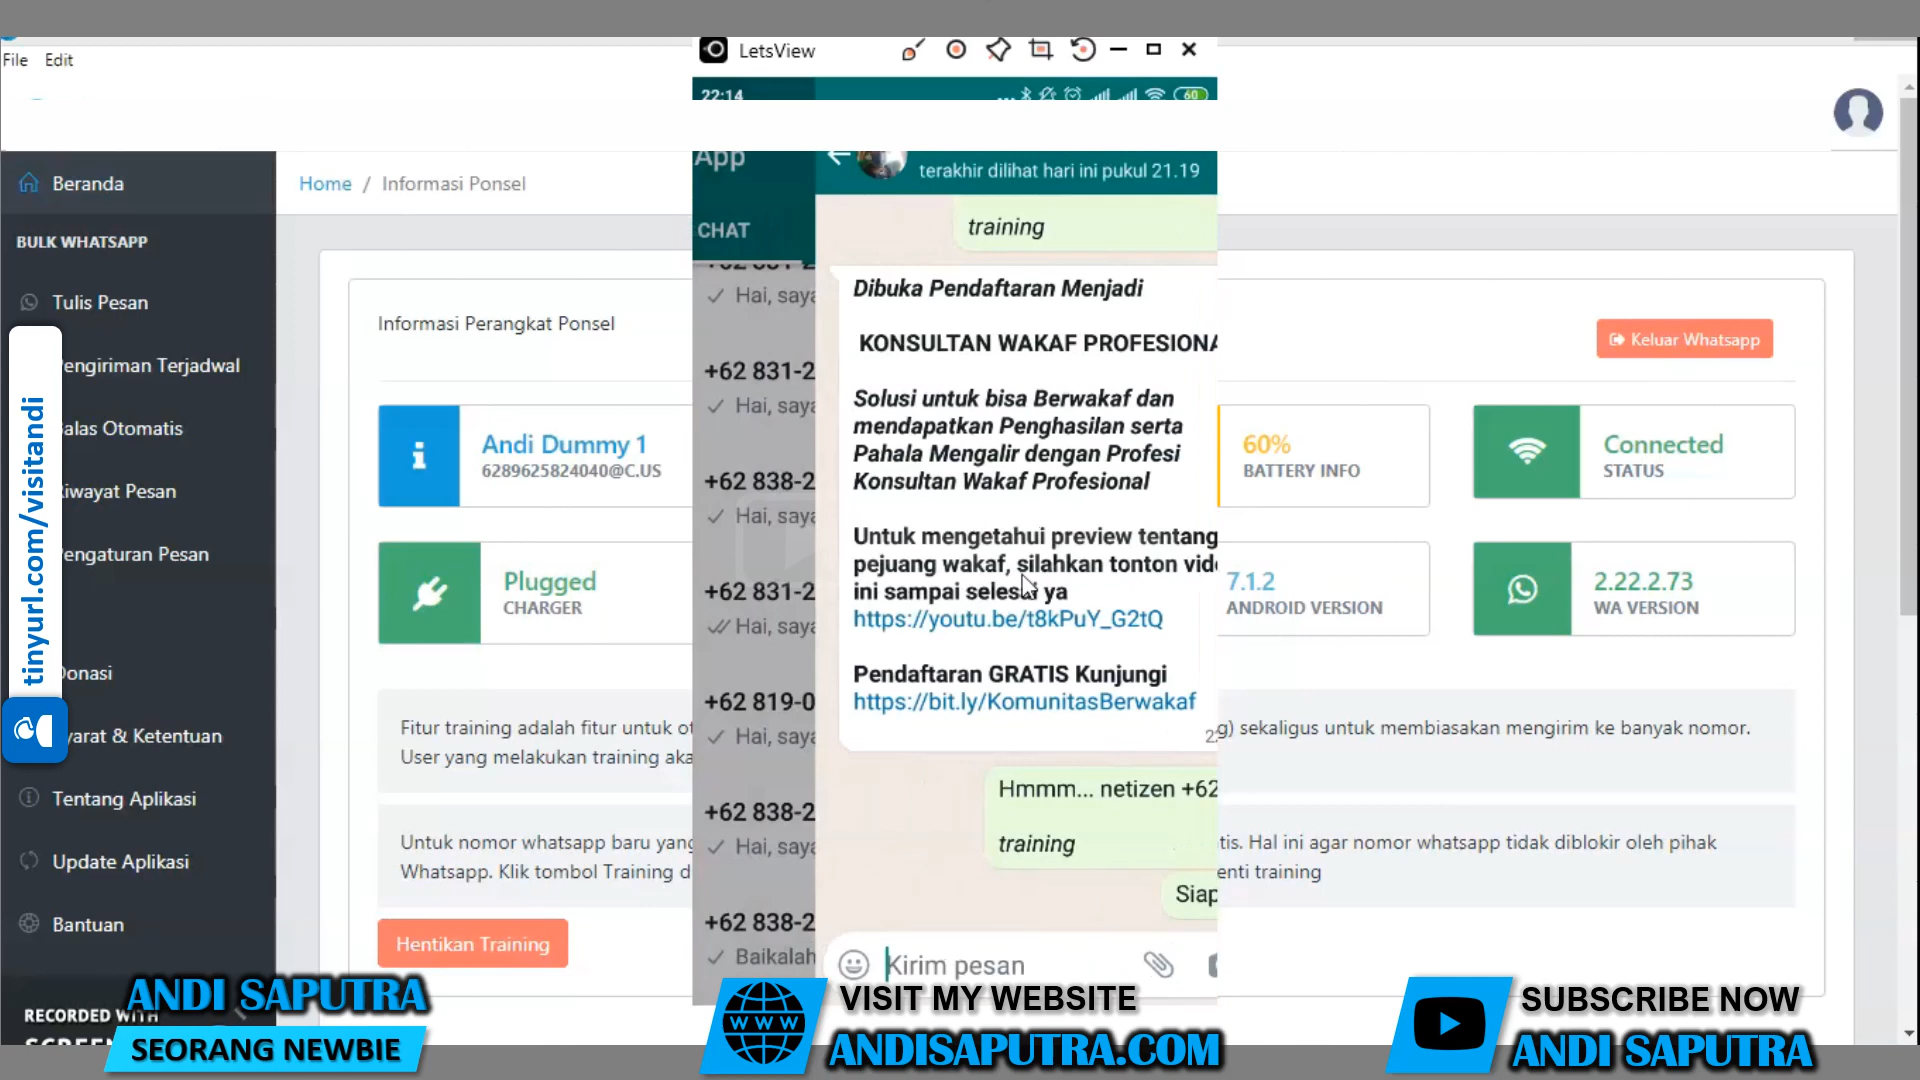 File Edit
LetsView
22:14
60
App
terakhir dilihat hari ini pukul 21.19
CHAT
Beranda
BULK WHATSAPP
Tulis Pesan
engiriman Terjadwal
alas Otomatis
iwayat Pesan
engaturan Pesan
Donasi
yarat & Ketentuan
Tentang Aplikasi
Update Aplikasi
Bantuan
tinyurl.com/visitandi
Home / Informasi Ponsel
Informasi Perangkat Ponsel
Keluar Whatsapp
Andi Dummy 1
6289625824040@C.US
60%
BATTERY INFO
Connected
STATUS
Plugged
CHARGER
7.1.2
ANDROID VERSION
2.22.2.73
WA VERSION
Fitur training adalah fitur untuk ot
g) sekaligus untuk membiasakan mengirim ke banyak nomor.
User yang melakukan training aka
Untuk nomor whatsapp baru yang
tis. Hal ini agar nomor whatsapp tidak diblokir oleh pihak
Whatsapp. Klik tombol Training d
enti training
Hentikan Training
Hai, saya
+62 831-2
Hai, saya
+62 838-2
Hai, saya
+62 831-2
Hai, saya
+62 819-0
Hai, saya
+62 838-2
Hai, saya
+62 838-2
Baikalah
training
Dibuka Pendaftaran Menjadi
KONSULTAN WAKAF PROFESIONA
Solusi untuk bisa Berwakaf dan
mendapatkan Penghasilan serta
Pahala Mengalir dengan Profesi
Konsultan Wakaf Profesional
Untuk mengetahui preview tentang
pejuang wakaf, silahkan tonton vide
ini sampai selesai ya
https://youtu.be/t8kPuY_G2tQ
Pendaftaran GRATIS Kunjungi
https://bit.ly/KomunitasBerwakaf
Hmmm... netizen +62
training
Siap
Kirim pesan
RECORDED WITH
ANDI SAPUTRA
SEORANG NEWBIE
WWW
VISIT MY WEBSITE
ANDISAPUTRA.COM
SUBSCRIBE NOW
ANDI SAPUTRA